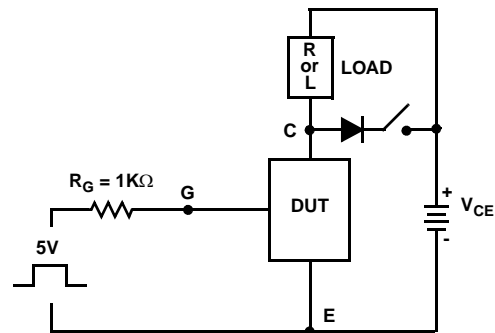 R
or
L
LOAD
C
R_G = 1KΩ
G
DUT
5V
+
V_CE
-
E